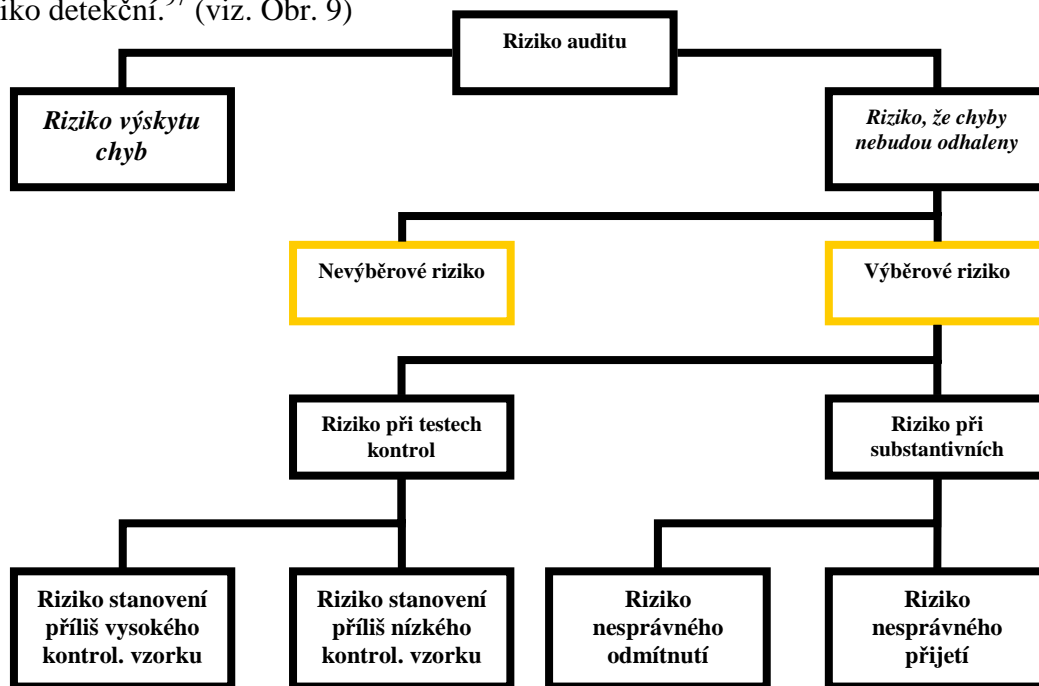 iko detekční.37 (viz. Obr. 9)
Riziko auditu
Riziko výskytu
chyb
Riziko, že chyby
nebudou odhaleny
Nevýběrové riziko
Výběrové riziko
Riziko při testech
kontrol
Riziko při
substantivních
Riziko stanovení
příliš vysokého
kontrol. vzorku
Riziko stanovení
příliš nízkého
kontrol. vzorku
Riziko
nesprávného
odmítnutí
Riziko
nesprávného
přijetí